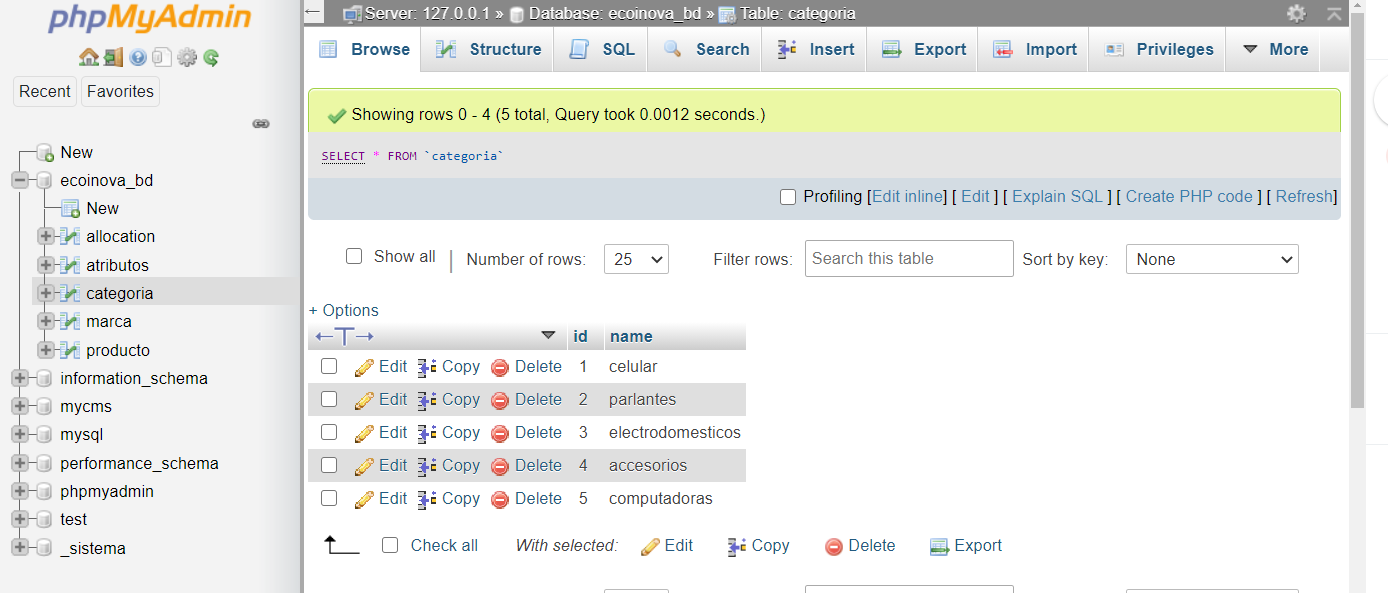 phpMyAdmin
Recent Favorites
New
ecoinova_bd
New
allocation
atributos
categoria
marca
producto
information_schema
mycms
mysql
performance_schema
phpmyadmin
test
_sistema
Server: 127.0.0.1 » Database: ecoinova_bd » Table: categoria
Browse Structure SQL Search Insert Export Import Privileges More
Showing rows 0 - 4 (5 total, Query took 0.0012 seconds.)
SELECT * FROM `categoria`
Profiling [Edit inline] [ Edit ] [ Explain SQL ] [ Create PHP code ] [ Refresh]
Show all | Number of rows: 25 Filter rows: Search this table Sort by key: None
+ Options
←T→ id name
Edit Copy Delete 1 celular
Edit Copy Delete 2 parlantes
Edit Copy Delete 3 electrodomesticos
Edit Copy Delete 4 accesorios
Edit Copy Delete 5 computadoras
Check all With selected: Edit Copy Delete Export